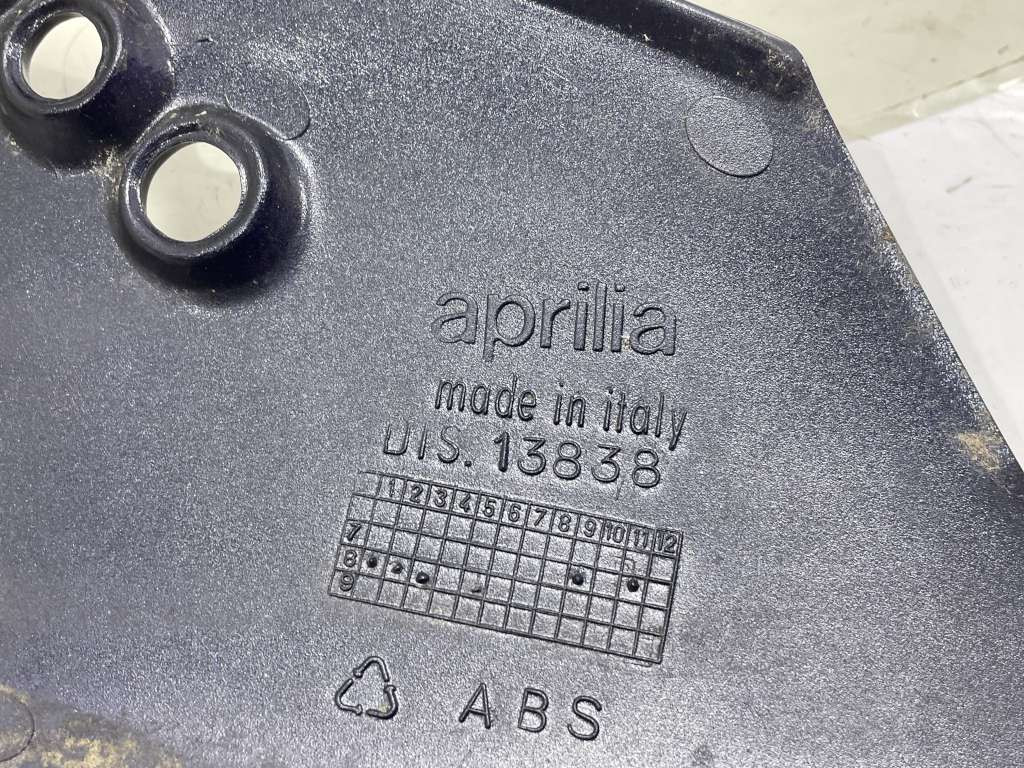 aprilia
made in italy
DIS. 13838
1 2 3 4 5 6 7 8 9 10 11 12
7
8
9
ABS